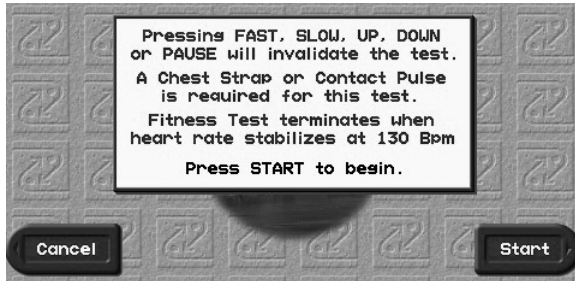 Pressing FAST, SLOW, UP, DOWN
or PAUSE will invalidate the test.
A Chest Strap or Contact Pulse
is required for this test.
Fitness Test terminates when
heart rate stabilizes at 130 Bpm
Press START to begin.
Cancel
Start